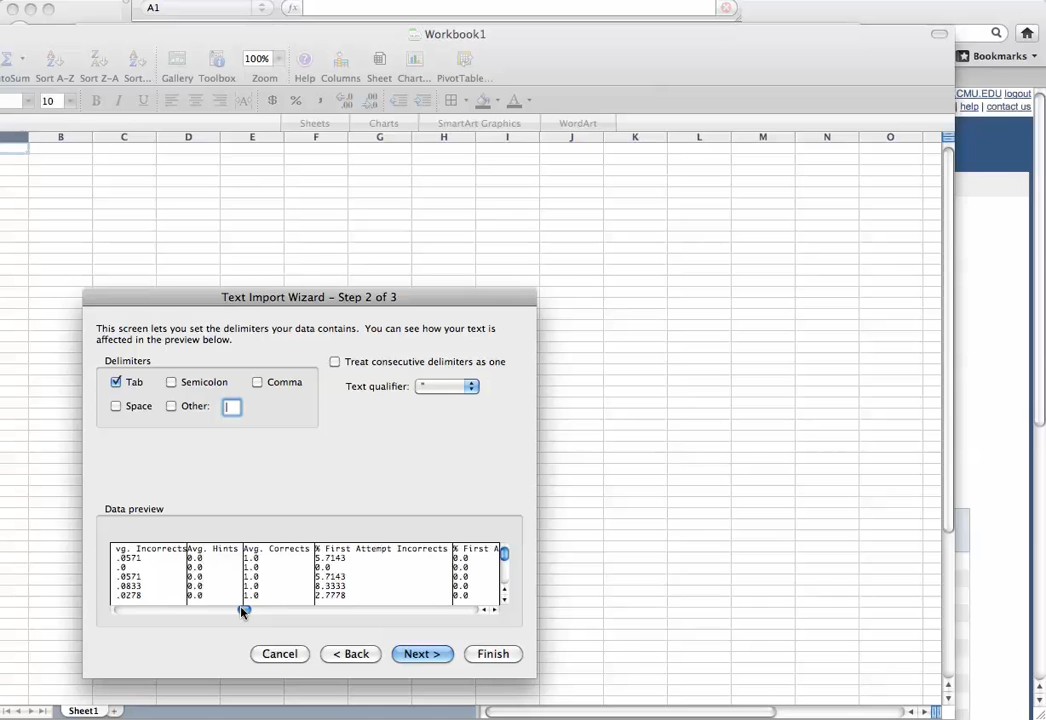 A1
fx
Workbook1
100%
Sort A-Z
Sort Z-A
Sort...
Gallery
Toolbox
Zoom
Help
Columns
Sheet
Chart...
PivotTable...
Bookmarks
10
B
I
U
$
%
A
.CMU.EDU logout
| help | contact us
Sheets
Charts
SmartArt Graphics
WordArt
B C D E F G H I J K L M N O
Text Import Wizard - Step 2 of 3
This screen lets you set the delimiters your data contains. You can see how your text is
affected in the preview below.
Delimiters
Treat consecutive delimiters as one
Tab
Semicolon
Comma
Text qualifier:
"
Space
Other:
Data preview
vg. Incorrects Avg. Hints Avg. Corrects % First Attempt Incorrects % First A
.0571 0.0 1.0 5.7143 0.0
.0 0.0 1.0 0.0 0.0
.0571 0.0 1.0 5.7143 0.0
.0833 0.0 1.0 8.3333 0.0
.0278 0.0 1.0 2.7778 0.0
Cancel
< Back
Next >
Finish
Sheet1